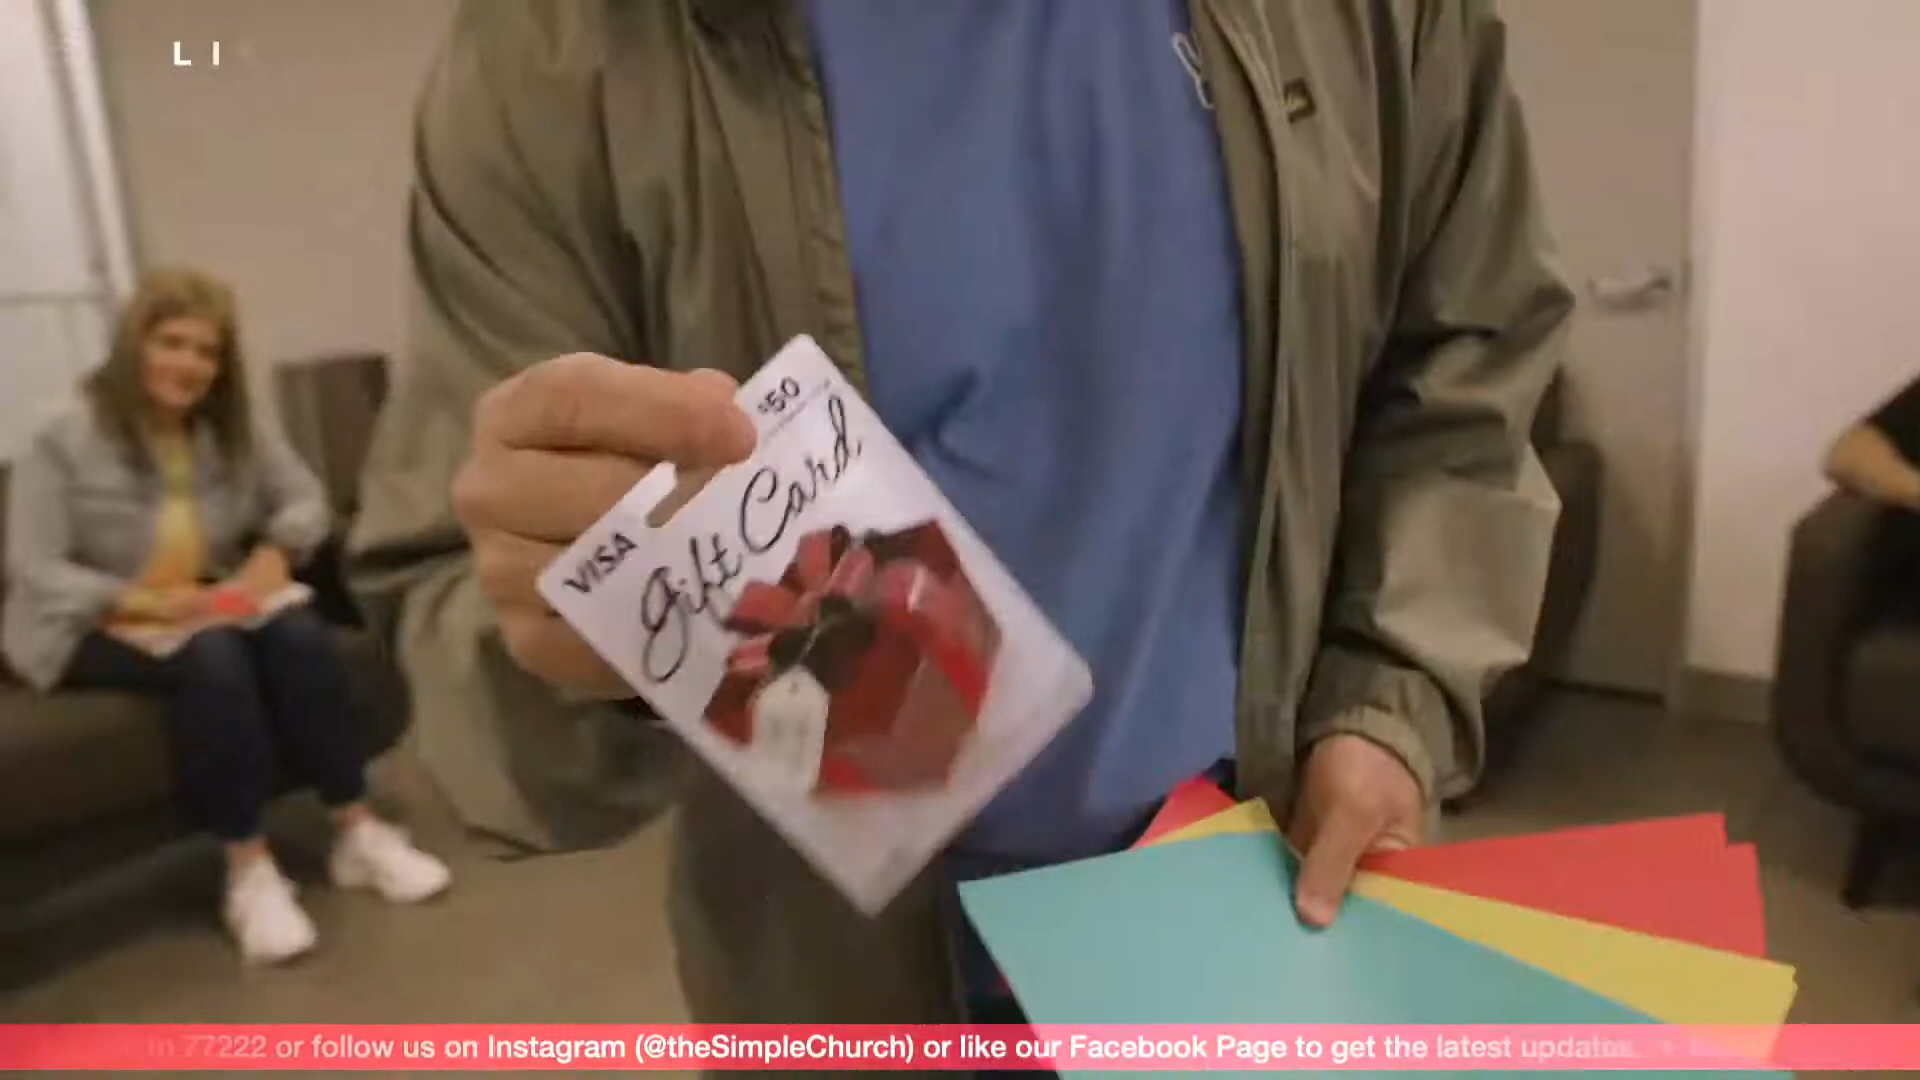 L I
$50
VISA
Gift Card
77222 or follow us on Instagram (@theSimpleChurch) or like our Facebook Page to get the latest updates.